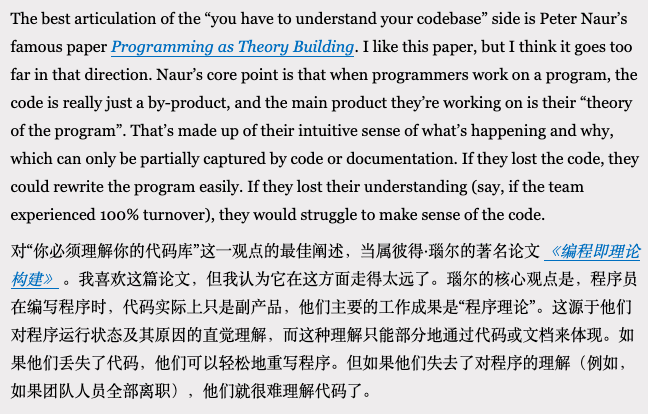 The best articulation of the “you have to understand your codebase” side is Peter Naur’s
famous paper Programming as Theory Building. I like this paper, but I think it goes too
far in that direction. Naur’s core point is that when programmers work on a program, the
code is really just a by-product, and the main product they’re working on is their “theory
of the program”. That’s made up of their intuitive sense of what’s happening and why,
which can only be partially captured by code or documentation. If they lost the code, they
could rewrite the program easily. If they lost their understanding (say, if the team
experienced 100% turnover), they would struggle to make sense of the code.
对“你必须理解你的代码库”这一观点的最佳阐述，当属彼得·瑙尔的著名论文《编程即理论
构建》。我喜欢这篇论文，但我认为它在这方面走得太远了。瑙尔的核心观点是，程序员
在编写程序时，代码实际上只是副产品，他们主要的工作成果是“程序理论”。这源于他们
对程序运行状态及其原因的直觉理解，而这种理解只能部分地通过代码或文档来体现。如
果他们丢失了代码，他们可以轻松地重写程序。但如果他们失去了对程序的理解（例如，
如果团队人员全部离职），他们就很难理解代码了。